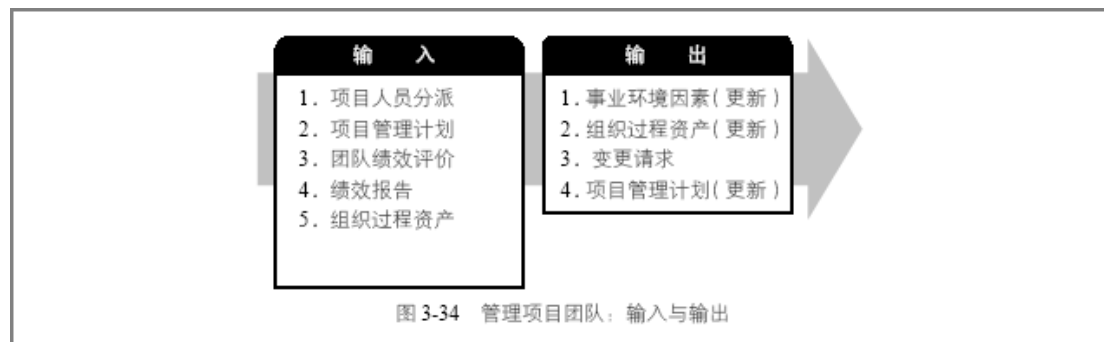 输 入
1. 项目人员分派
2. 项目管理计划
3. 团队绩效评价
4. 绩效报告
5. 组织过程资产
输 出
1. 事业环境因素(更新)
2. 组织过程资产(更新)
3. 变更请求
4. 项目管理计划(更新)
图 3-34 管理项目团队：输入与输出